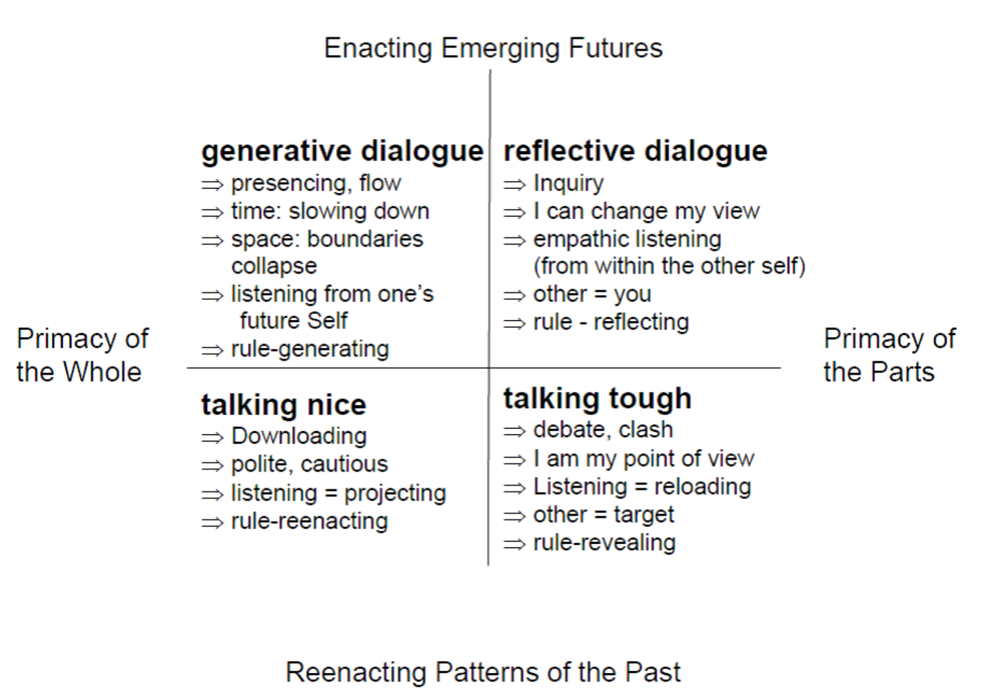 Enacting Emerging Futures
generative dialogue
⇒ presencing, flow
⇒ time: slowing down
⇒ space: boundaries
collapse
⇒ listening from one’s
future Self
⇒ rule-generating
reflective dialogue
⇒ Inquiry
⇒ I can change my view
⇒ empathic listening
(from within the other self)
⇒ other = you
⇒ rule - reflecting
Primacy of
the Whole
Primacy of
the Parts
talking nice
⇒ Downloading
⇒ polite, cautious
⇒ listening = projecting
⇒ rule-reenacting
talking tough
⇒ debate, clash
⇒ I am my point of view
⇒ Listening = reloading
⇒ other = target
⇒ rule-revealing
Reenacting Patterns of the Past